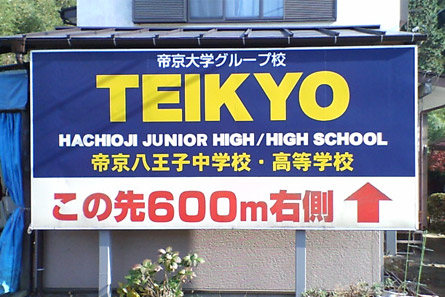 帝京大学グループ校
TEIKYO
HACHIOJI JUNIOR HIGH/HIGH SCHOOL
帝京八王子中学校・高等学校
この先600m右側↑